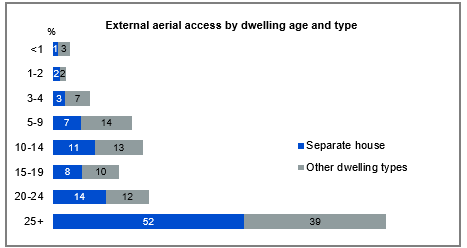 External aerial access by dwelling age and type
%
<1 1 3
1-2 2 2
3-4 3 7
5-9 7 14
10-14 11 13
15-19 8 10
20-24 14 12
25+ 52 39
Separate house
Other dwelling types